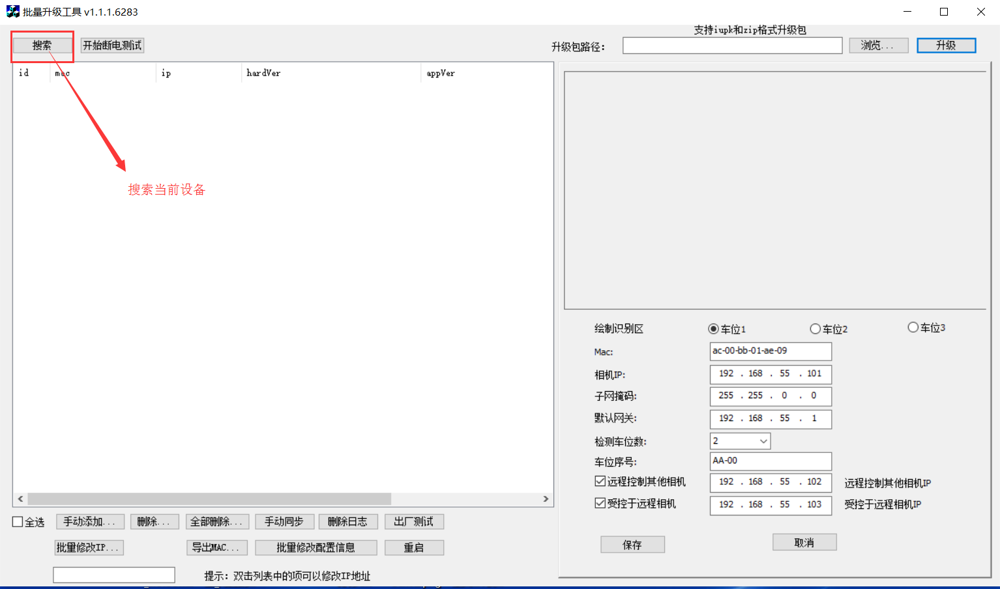 批量升级工具 v1.1.1.6283
支持iupk和zip格式升级包
搜索 开始断电测试 升级包路径: 浏览... 升级
id mac ip hardVer appVer
搜索当前设备
绘制识别区 车位1 车位2 车位3
Mac: ac-00-bb-01-ae-09
相机IP: 192 . 168 . 55 . 101
子网掩码: 255 . 255 . 0 . 0
默认网关: 192 . 168 . 55 . 1
检测车位数: 2
车位序号: AA-00
远程控制其他相机 192 . 168 . 55 . 102 远程控制其他相机IP
受控于远程相机 192 . 168 . 55 . 103 受控于远程相机IP
保存 取消
全选 手动添加... 删除... 全部删除... 手动同步 删除日志 出厂测试
批量修改IP... 导出MAC... 批量修改配置信息 重启
提示: 双击列表中的项可以修改IP地址